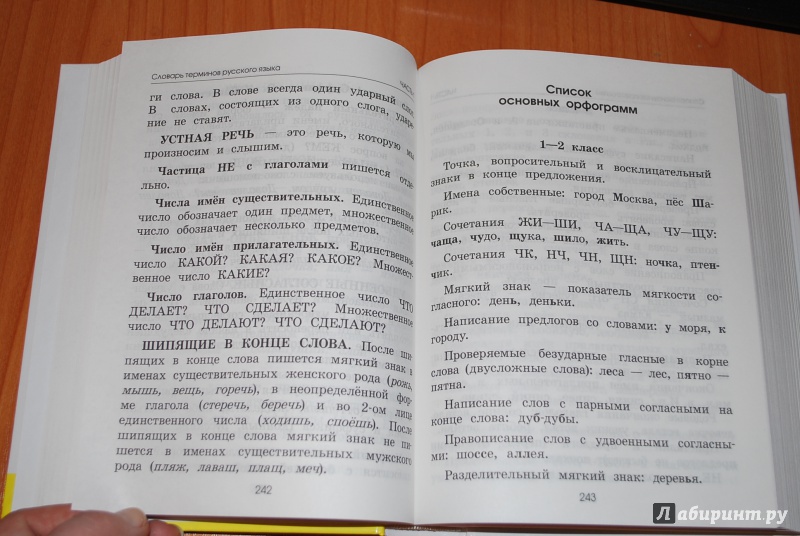 Словарь терминов русского языка
ги слова. В слове всегда один ударный слог.
В словах, состоящих из одного слога, ударе-
ние не ставят.
УСТНАЯ РЕЧЬ — это речь, которую мы
произносим и слышим.
Частица НЕ с глаголами пишется отде-
льно.
Числа имён существительных. Единственное
число обозначает один предмет, множественное
число обозначает несколько предметов.
Число имён прилагательных. Единственное
число КАКОЙ? КАКАЯ? КАКОЕ? Множест-
венное число КАКИЕ?
Число глаголов. Единственное число ЧТО
ДЕЛАЕТ? ЧТО СДЕЛАЕТ? Множественное
число ЧТО ДЕЛАЮТ? ЧТО СДЕЛАЮТ?
ШИПЯЩИЕ В КОНЦЕ СЛОВА. После ши-
пящих в конце слова пишется мягкий знак в
именах существительных женского рода (рожь,
мышь, вещь, горечь), в неопределённой фор-
ме глагола (стеречь, беречь) и во 2-ом лице
единственного числа (ходишь, споёшь). После
шипящих в конце слова мягкий знак не пи-
шется в именах существительных мужского
рода (пляж, лаваш, плащ, меч).
242
Список
основных орфограмм
1—2 класс
Точка, вопросительный и восклицательный
знаки в конце предложения.
Имена собственные: город Москва, пёс Ша-
рик.
Сочетания ЖИ—ШИ, ЧА—ЩА, ЧУ—ЩУ:
чаща, чудо, щука, шило, жить.
Сочетания ЧК, НЧ, ЧН, ЩН: ночка, птен-
чик.
Мягкий знак — показатель мягкости со-
гласного: день, деньки.
Написание предлогов со словами: у моря, к
городу.
Проверяемые безударные гласные в корне
слова (двусложные слова): леса — лес, пятно —
пятна.
Написание слов с парными согласными на
конце слова: дуб-дубы.
Правописание слов с удвоенными согласны-
ми: шоссе, аллея.
Разделительный мягкий знак: деревья.
243
Лабиринт.ру